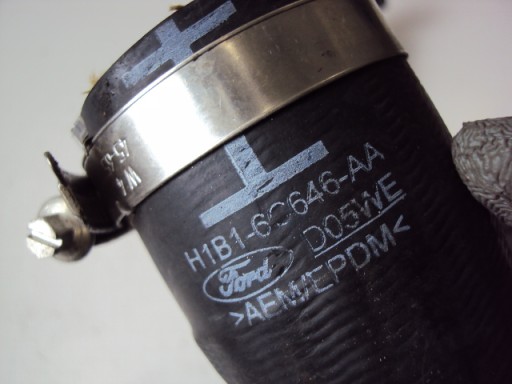 H1B1-6C646-AA
Ford D05WE
>AEM/EPDM<